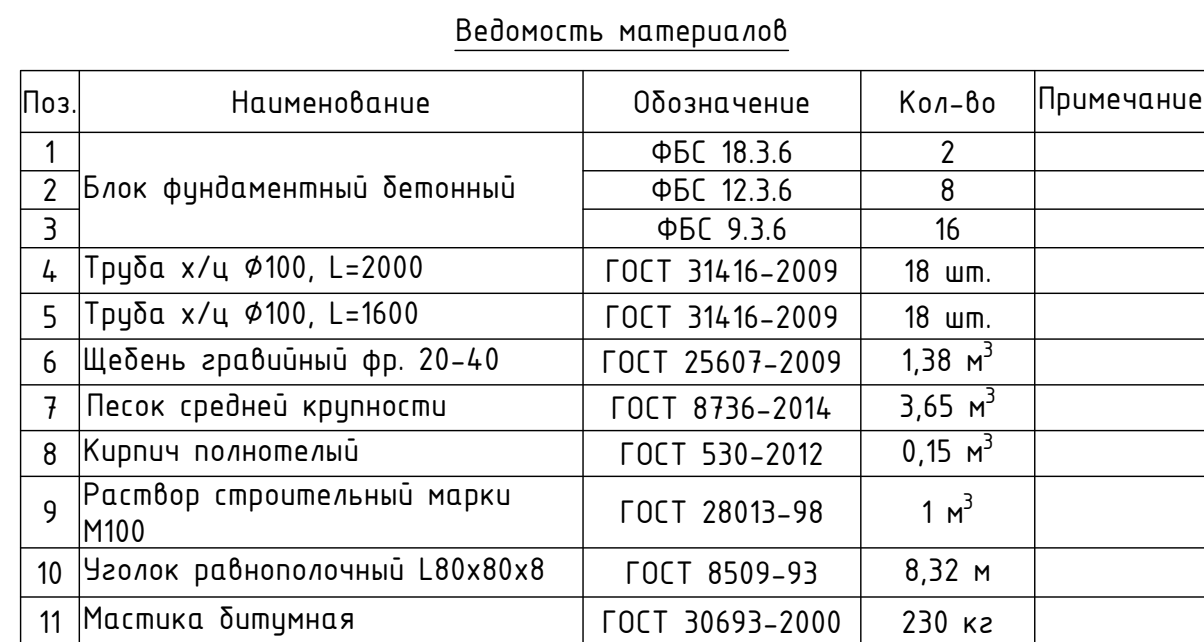 Ведомость материалов
Поз. Наименование Обозначение Кол-во Примечание
1 ФБС 18.3.6 2
2 Блок фундаментный бетонный ФБС 12.3.6 8
3 ФБС 9.3.6 16
4 Труба х/ц Ф100, L=2000 ГОСТ 31416-2009 18 шт.
5 Труба х/ц Ф100, L=1600 ГОСТ 31416-2009 18 шт.
6 Щебень гравийный фр. 20-40 ГОСТ 25607-2009 1,38 м³
7 Песок средней крупности ГОСТ 8736-2014 3,65 м³
8 Кирпич полнотелый ГОСТ 530-2012 0,15 м³
9 Раствор строительный марки
М100 ГОСТ 28013-98 1 м³
10 Уголок равнополочный L80х80х8 ГОСТ 8509-93 8,32 м
11 Мастика битумная ГОСТ 30693-2000 230 кг